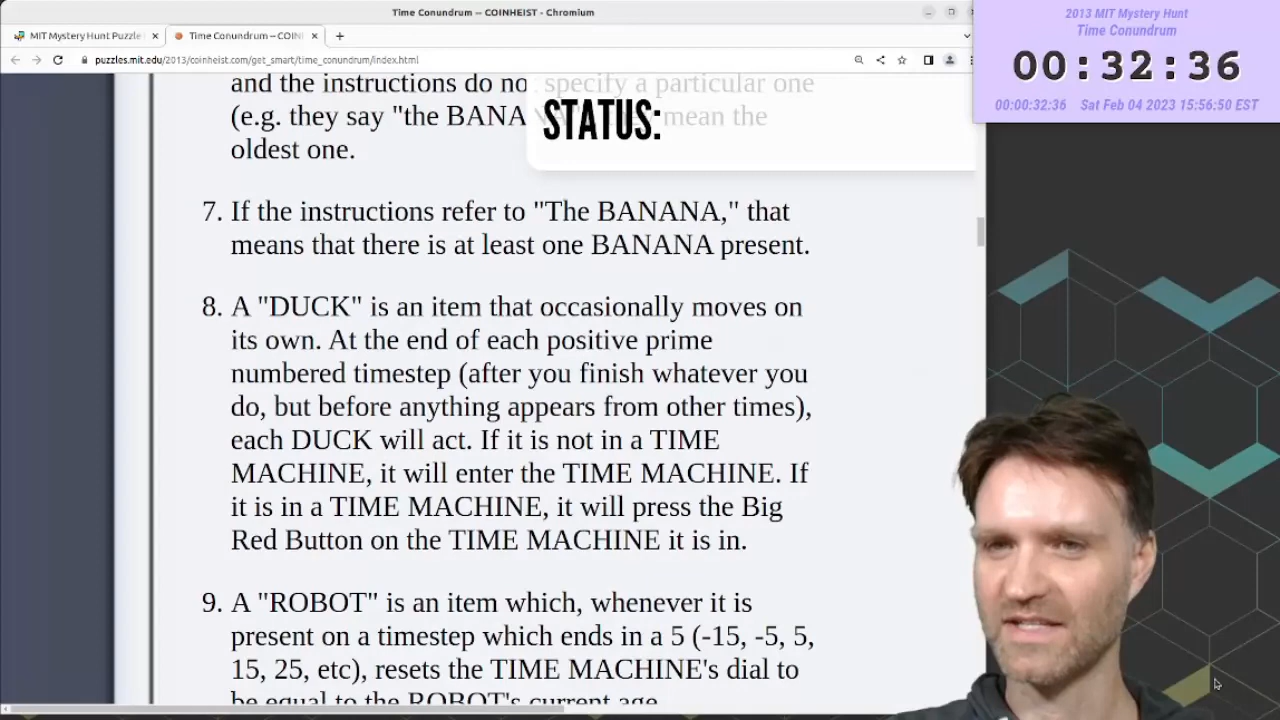 Time Conundrum — COINHEIST - Chromium
MIT Mystery Hunt Puzzle
Time Conundrum — COIN
puzzles.mit.edu/2013/coinheist.com/get_smart/time_conundrum/index.html
2013 MIT Mystery Hunt
Time Conundrum
00:32:36
00:00:32:36 Sat Feb 04 2023 15:56:50 EST
STATUS:
and the instructions do not specify a particular one
(e.g. they say "the BANA mean the
oldest one.
7. If the instructions refer to "The BANANA," that
means that there is at least one BANANA present.
8. A "DUCK" is an item that occasionally moves on
its own. At the end of each positive prime
numbered timestep (after you finish whatever you
do, but before anything appears from other times),
each DUCK will act. If it is not in a TIME
MACHINE, it will enter the TIME MACHINE. If
it is in a TIME MACHINE, it will press the Big
Red Button on the TIME MACHINE it is in.
9. A "ROBOT" is an item which, whenever it is
present on a timestep which ends in a 5 (-15, -5, 5,
15, 25, etc), resets the TIME MACHINE's dial to
be equal to the ROBOT's current age.